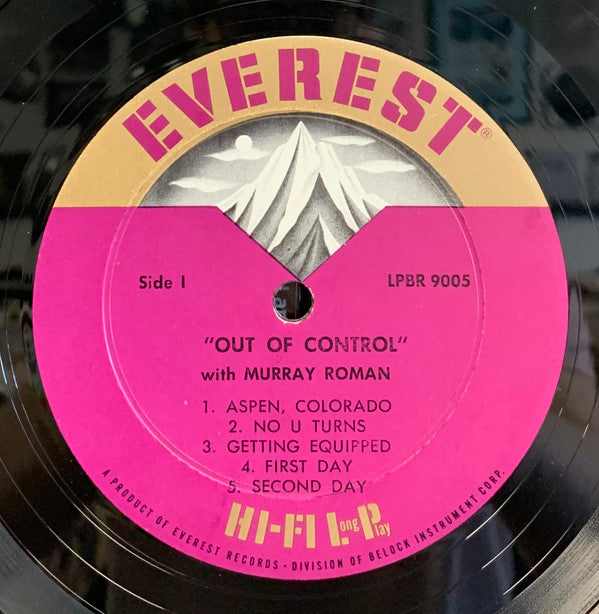 EVEREST®
Side I
LPBR 9005
"OUT OF CONTROL"
with MURRAY ROMAN
1. ASPEN, COLORADO
2. NO U TURNS
3. GETTING EQUIPPED
4. FIRST DAY
5. SECOND DAY
HI-FI Long Play
A PRODUCT OF EVEREST RECORDS • DIVISION OF BELOCK INSTRUMENT CORP.